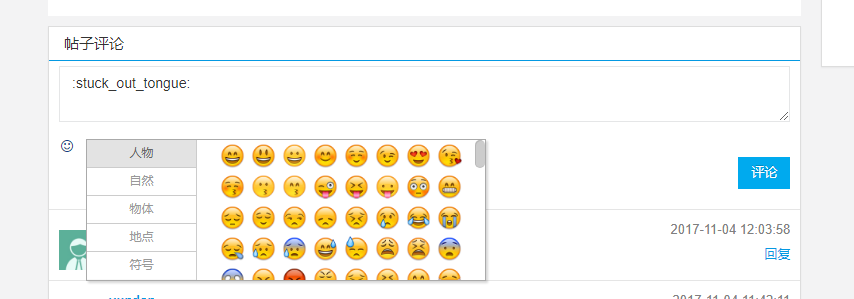 帖子评论
:stuck_out_tongue:
人物
自然
物体
地点
符号
评论
2017-11-04 12:03:58
回复